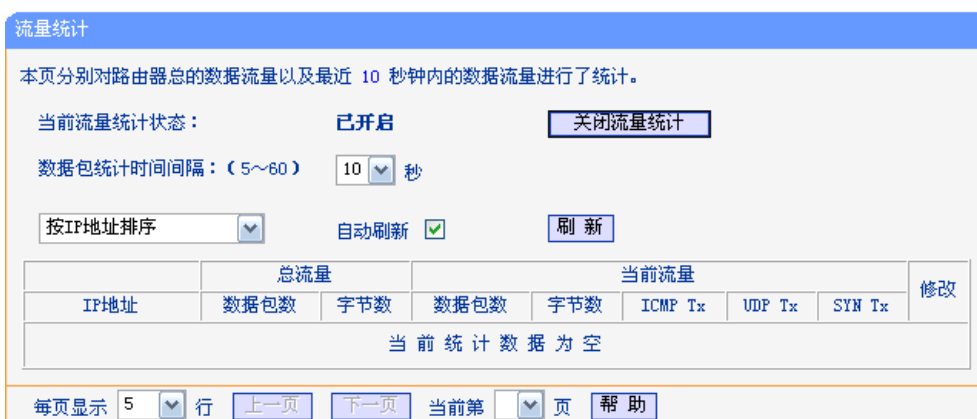 流量统计
本页分别对路由器总的数据流量以及最近 10 秒钟内的数据流量进行了统计。
当前流量统计状态： 已开启 关闭流量统计
数据包统计时间间隔：（5～60） 10 秒
按IP地址排序 自动刷新 刷 新
总流量 当前流量 修改
IP地址 数据包数 字节数 数据包数 字节数 ICMP Tx UDP Tx SYN Tx
当 前 统 计 数 据 为 空
每页显示 5 行 上一页 下一页 当前第 页 帮 助